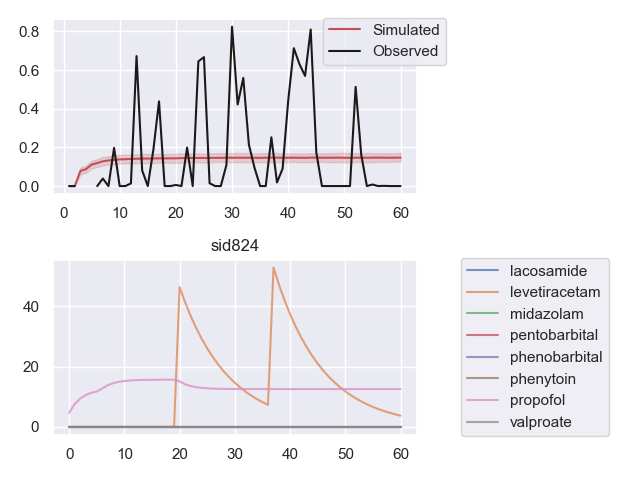 0.8
0.6
0.4
0.2
0.0
0 10 20 30 40 50 60
Simulated
Observed
sid824
40
20
0
0 10 20 30 40 50 60
lacosamide
levetiracetam
midazolam
pentobarbital
phenobarbital
phenytoin
propofol
valproate